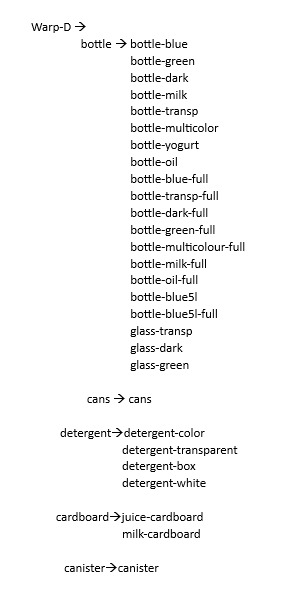 Warp-D →
bottle → bottle-blue
bottle-green
bottle-dark
bottle-milk
bottle-transp
bottle-multicolor
bottle-yogurt
bottle-oil
bottle-blue-full
bottle-transp-full
bottle-dark-full
bottle-green-full
bottle-multicolour-full
bottle-milk-full
bottle-oil-full
bottle-blue5l
bottle-blue5l-full
glass-transp
glass-dark
glass-green
cans → cans
detergent→detergent-color
detergent-transparent
detergent-box
detergent-white
cardboard→juice-cardboard
milk-cardboard
canister→canister